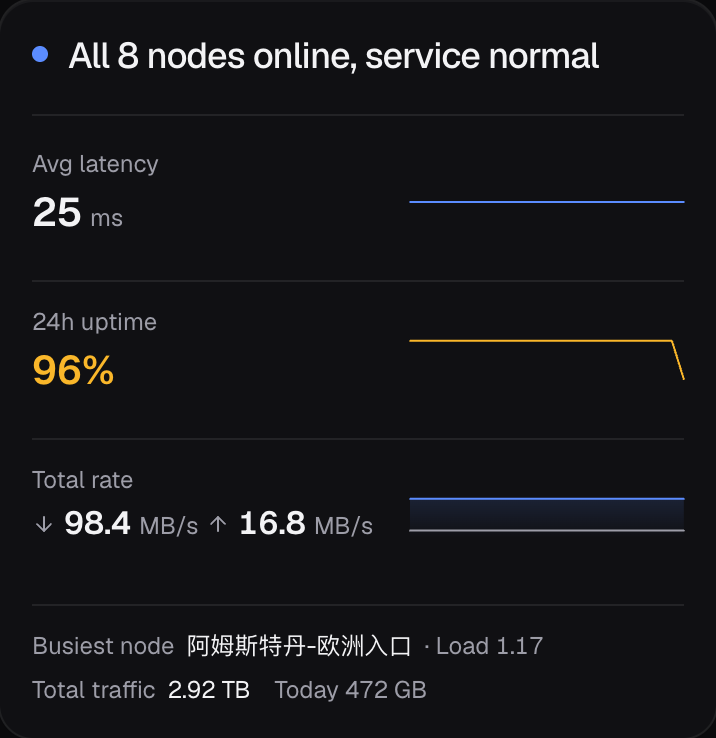 All 8 nodes online, service normal
Avg latency
25 ms
24h uptime
96%
Total rate
↓ 98.4 MB/s ↑ 16.8 MB/s
Busiest node 阿姆斯特丹-欧洲入口 · Load 1.17
Total traffic 2.92 TB Today 472 GB